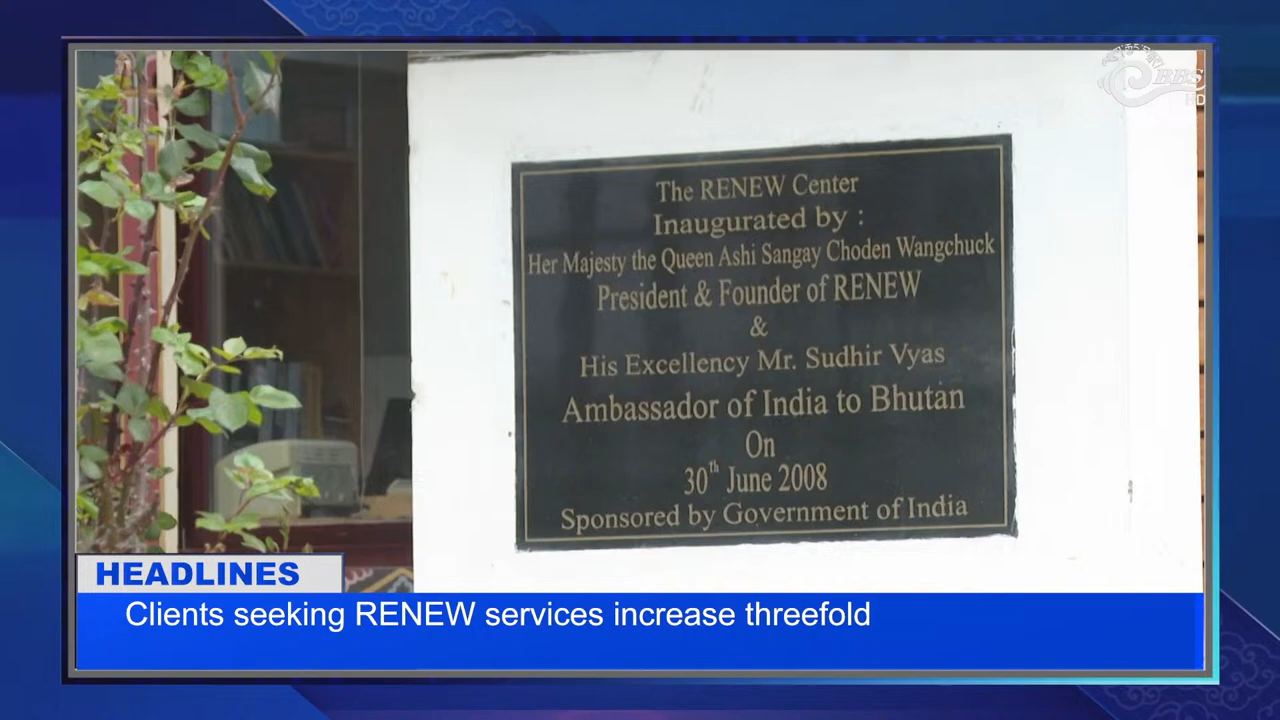 BBS
HD
The RENEW Center
Inaugurated by :
Her Majesty the Queen Ashi Sangay Choden Wangchuck
President & Founder of RENEW
&
His Excellency Mr. Sudhir Vyas
Ambassador of India to Bhutan
On
30th June 2008
Sponsored by Government of India
HEADLINES
Clients seeking RENEW services increase threefold